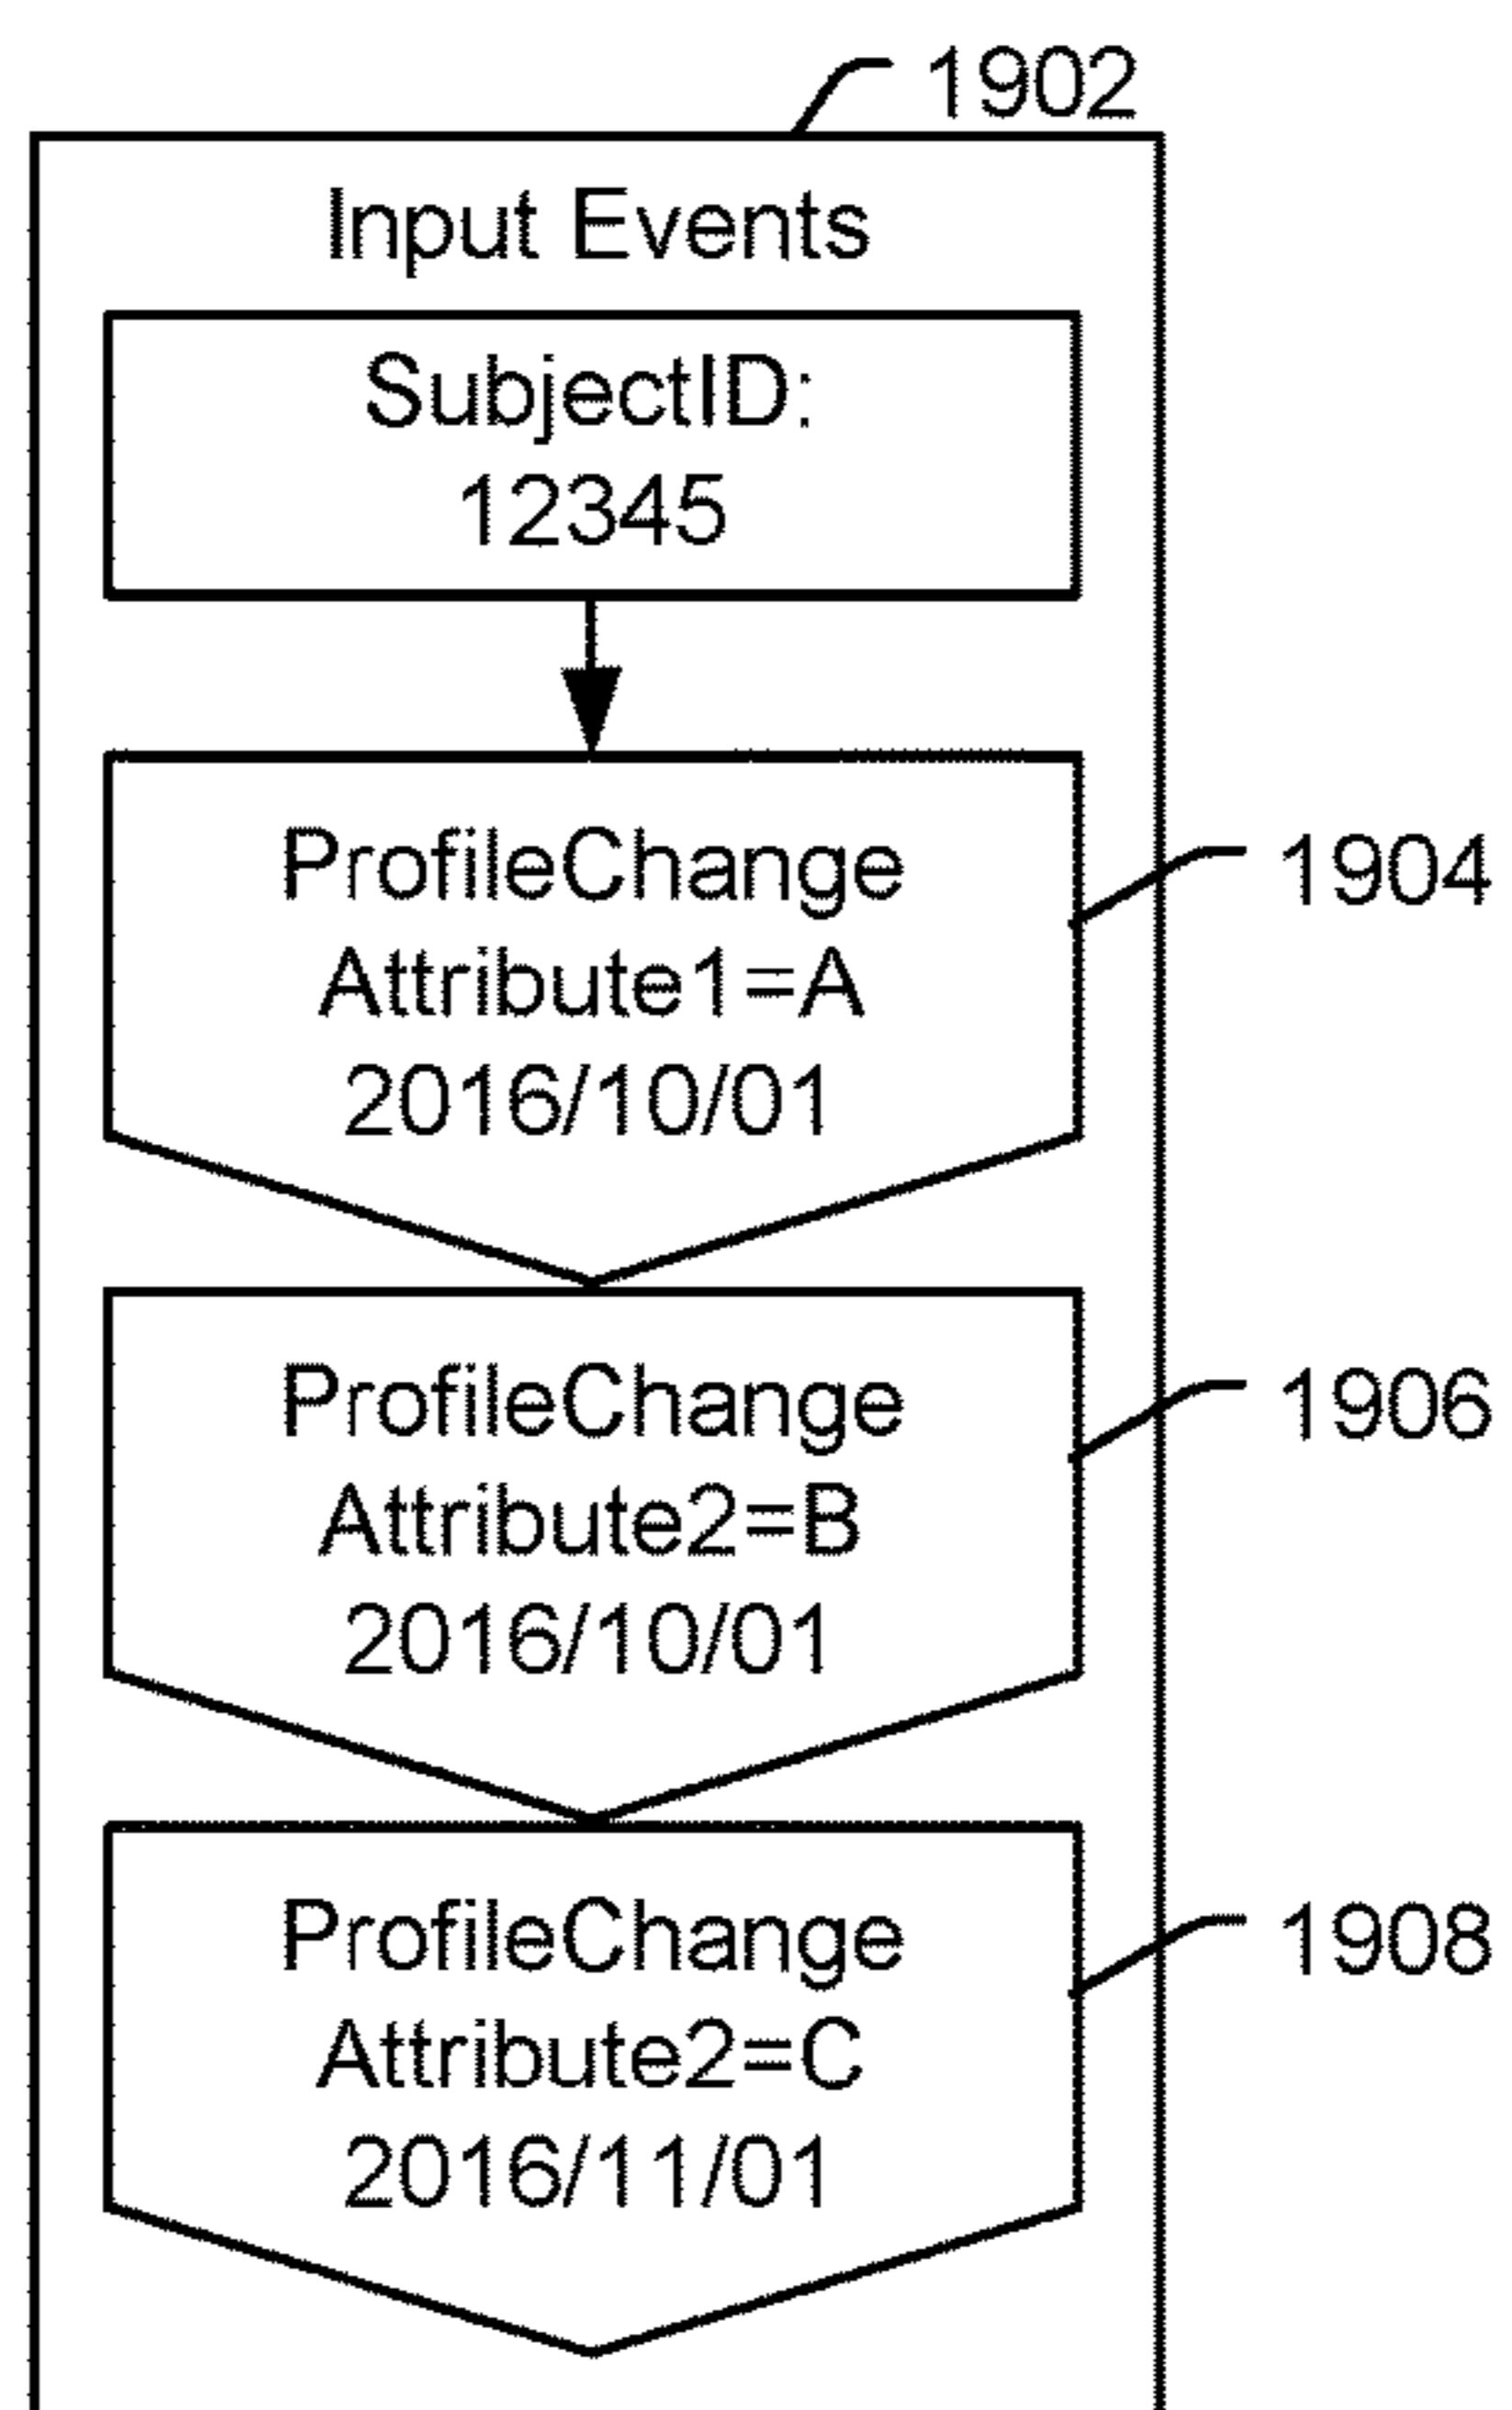 1902
Input Events
SubjectID:
12345
ProfileChange
Attribute1=A
2016/10/01
1904
ProfileChange
Attribute2=B
2016/10/01
1906
ProfileChange
Attribute2=C
2016/11/01
1908